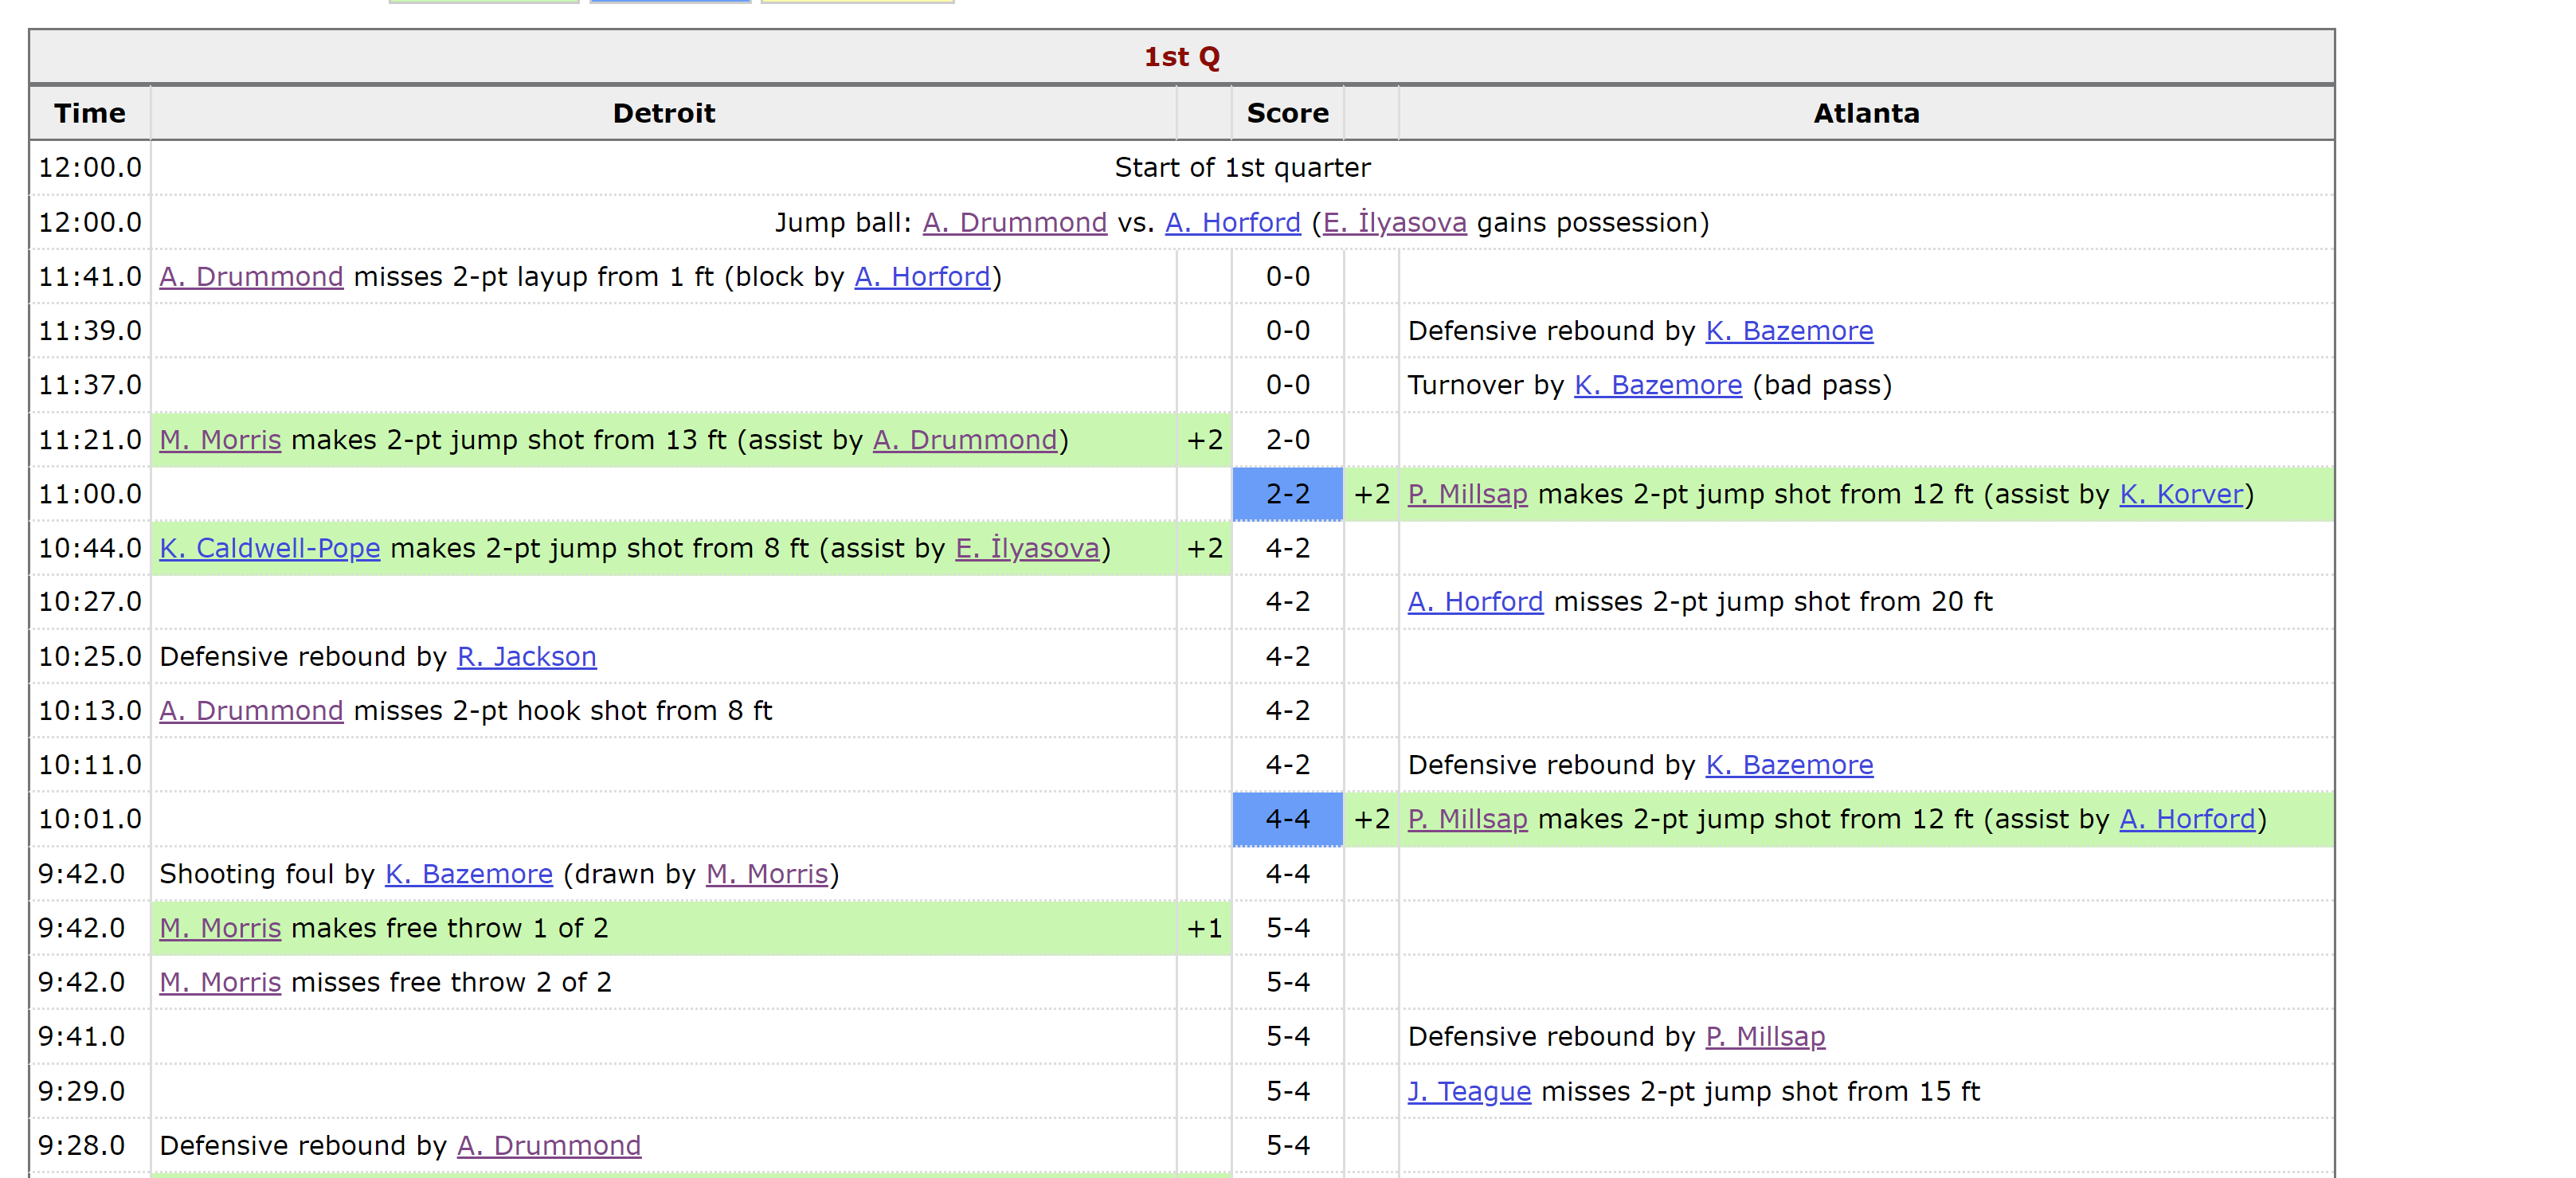 1st Q
Time Detroit Score Atlanta
12:00.0 Start of 1st quarter
12:00.0 Jump ball: A. Drummond vs. A. Horford (E. İlyasova gains possession)
11:41.0 A. Drummond misses 2-pt layup from 1 ft (block by A. Horford) 0-0
11:39.0 0-0 Defensive rebound by K. Bazemore
11:37.0 0-0 Turnover by K. Bazemore (bad pass)
11:21.0 M. Morris makes 2-pt jump shot from 13 ft (assist by A. Drummond) +2 2-0
11:00.0 2-2 +2 P. Millsap makes 2-pt jump shot from 12 ft (assist by K. Korver)
10:44.0 K. Caldwell-Pope makes 2-pt jump shot from 8 ft (assist by E. İlyasova) +2 4-2
10:27.0 4-2 A. Horford misses 2-pt jump shot from 20 ft
10:25.0 Defensive rebound by R. Jackson 4-2
10:13.0 A. Drummond misses 2-pt hook shot from 8 ft 4-2
10:11.0 4-2 Defensive rebound by K. Bazemore
10:01.0 4-4 +2 P. Millsap makes 2-pt jump shot from 12 ft (assist by A. Horford)
9:42.0 Shooting foul by K. Bazemore (drawn by M. Morris) 4-4
9:42.0 M. Morris makes free throw 1 of 2 +1 5-4
9:42.0 M. Morris misses free throw 2 of 2 5-4
9:41.0 5-4 Defensive rebound by P. Millsap
9:29.0 5-4 J. Teague misses 2-pt jump shot from 15 ft
9:28.0 Defensive rebound by A. Drummond 5-4